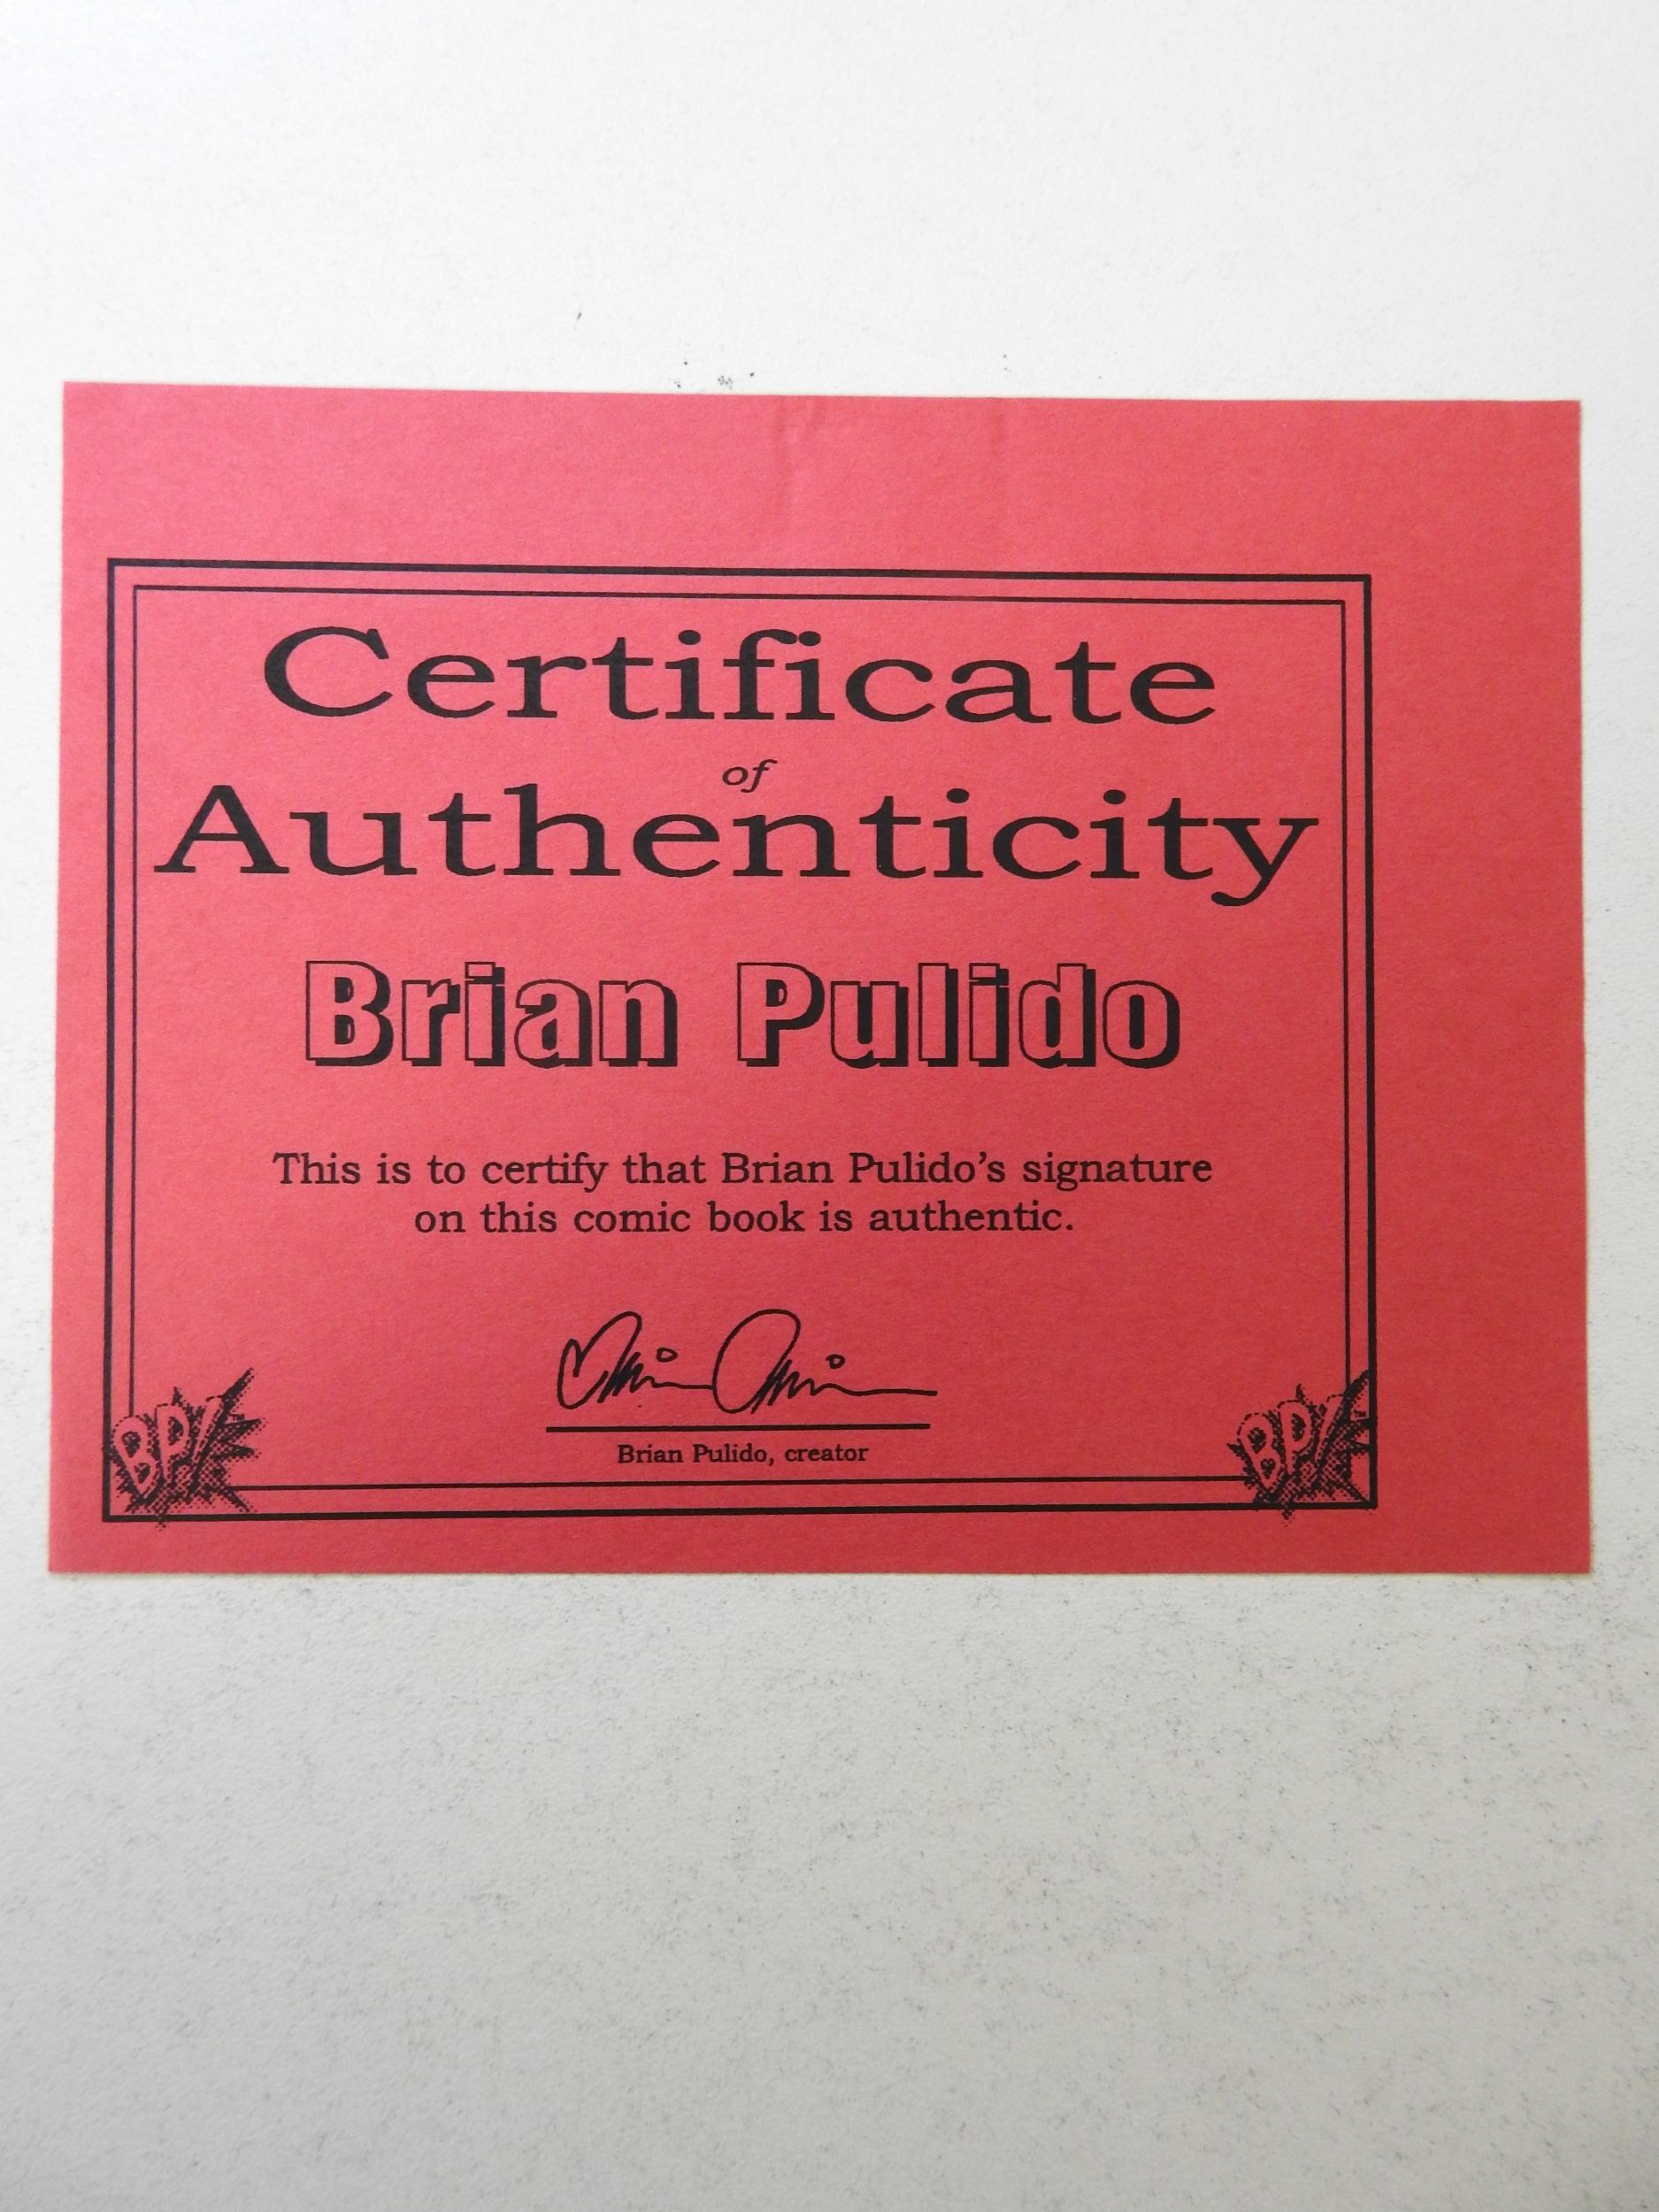 Certificate
of
Authenticity
Brian Pulido
This is to certify that Brian Pulido's signature
on this comic book is authentic.
Brian Pulido, creator
BP! BP!